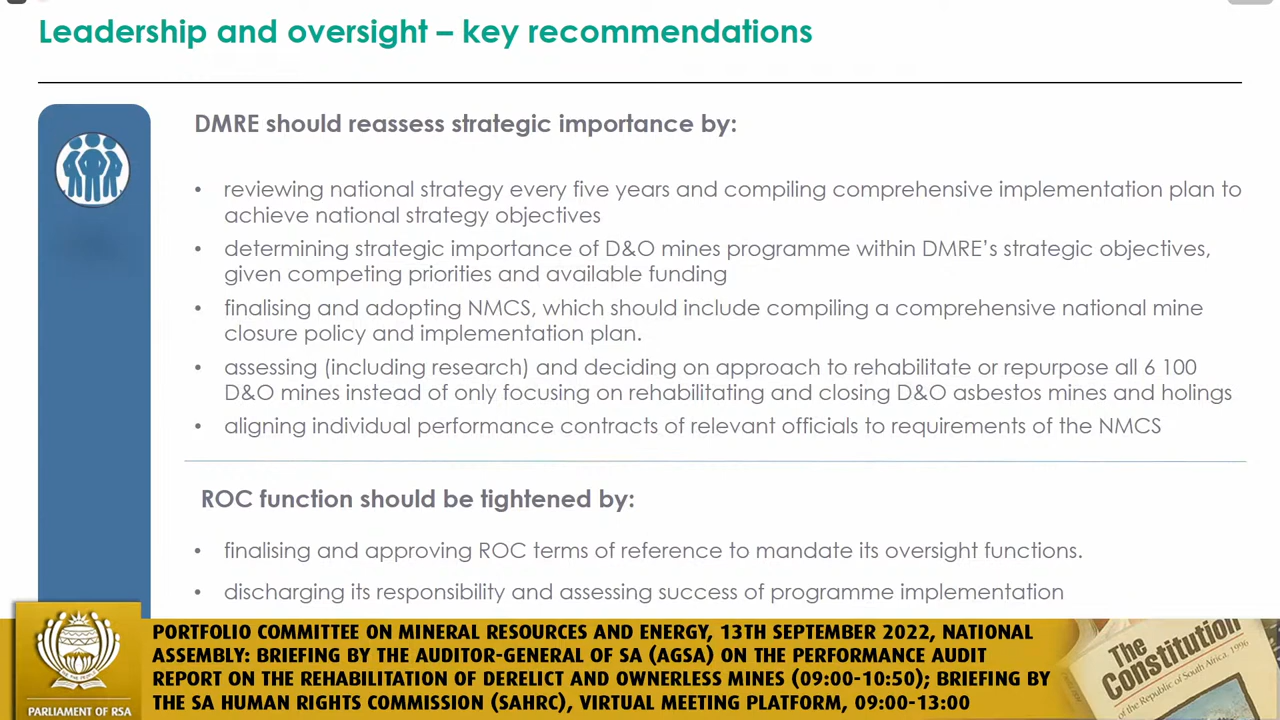 Leadership and oversight – key recommendations
DMRE should reassess strategic importance by:
• reviewing national strategy every five years and compiling comprehensive implementation plan to
achieve national strategy objectives
• determining strategic importance of D&O mines programme within DMRE's strategic objectives,
given competing priorities and available funding
• finalising and adopting NMCS, which should include compiling a comprehensive national mine
closure policy and implementation plan.
• assessing (including research) and deciding on approach to rehabilitate or repurpose all 6 100
D&O mines instead of only focusing on rehabilitating and closing D&O asbestos mines and holings
• aligning individual performance contracts of relevant officials to requirements of the NMCS
ROC function should be tightened by:
• finalising and approving ROC terms of reference to mandate its oversight functions.
• discharging its responsibility and assessing success of programme implementation
PORTFOLIO COMMITTEE ON MINERAL RESOURCES AND ENERGY, 13TH SEPTEMBER 2022, NATIONAL
ASSEMBLY: BRIEFING BY THE AUDITOR-GENERAL OF SA (AGSA) ON THE PERFORMANCE AUDIT
REPORT ON THE REHABILITATION OF DERELICT AND OWNERLESS MINES (09:00-10:50); BRIEFING BY
THE SA HUMAN RIGHTS COMMISSION (SAHRC), VIRTUAL MEETING PLATFORM, 09:00-13:00
PARLIAMENT OF RSA
The
Constitution
of the Republic of South Africa, 1996